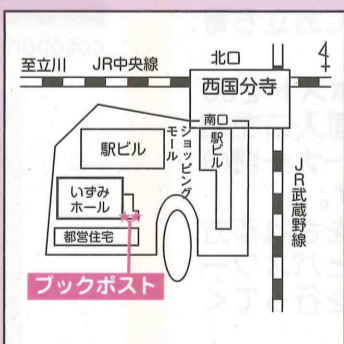 至立川 JR中央線
北口
4
西国分寺
南口
駅ビル
ショッピング
モール
駅ビル
JR武蔵野線
いずみ
ホール
都営住宅
ブックポスト